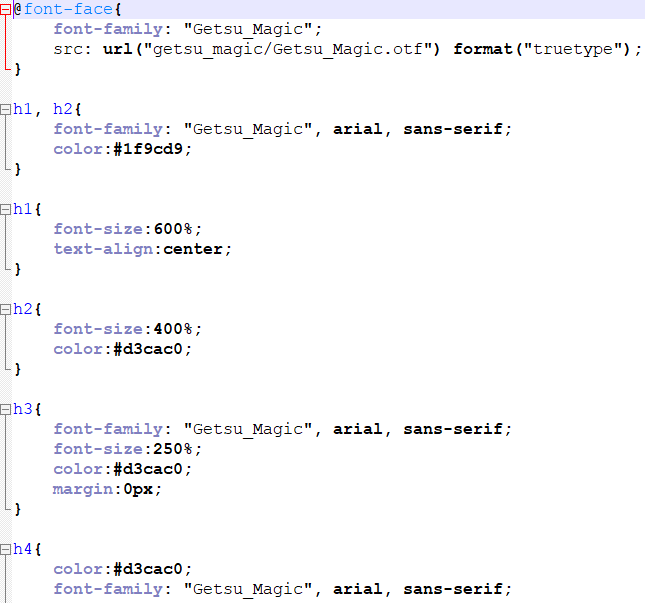 @font-face{
    font-family: "Getsu_Magic";
    src: url("getsu_magic/Getsu_Magic.otf") format("truetype");
}

h1, h2{
    font-family: "Getsu_Magic", arial, sans-serif;
    color:#1f9cd9;
}

h1{
    font-size:600%;
    text-align:center;
}

h2{
    font-size:400%;
    color:#d3cac0;
}

h3{
    font-family: "Getsu_Magic", arial, sans-serif;
    font-size:250%;
    color:#d3cac0;
    margin:0px;
}

h4{
    color:#d3cac0;
    font-family: "Getsu_Magic", arial, sans-serif;